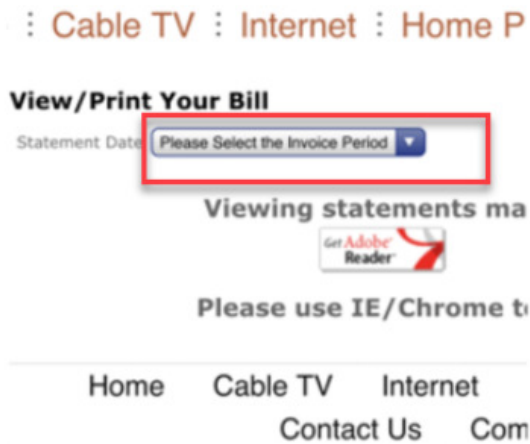 Cable TV Internet Home P
View/Print Your Bill
Statement Date Please Select the Invoice Period
Viewing statements ma
Get Adobe Reader
Please use IE/Chrome t
Home Cable TV Internet
Contact Us Com